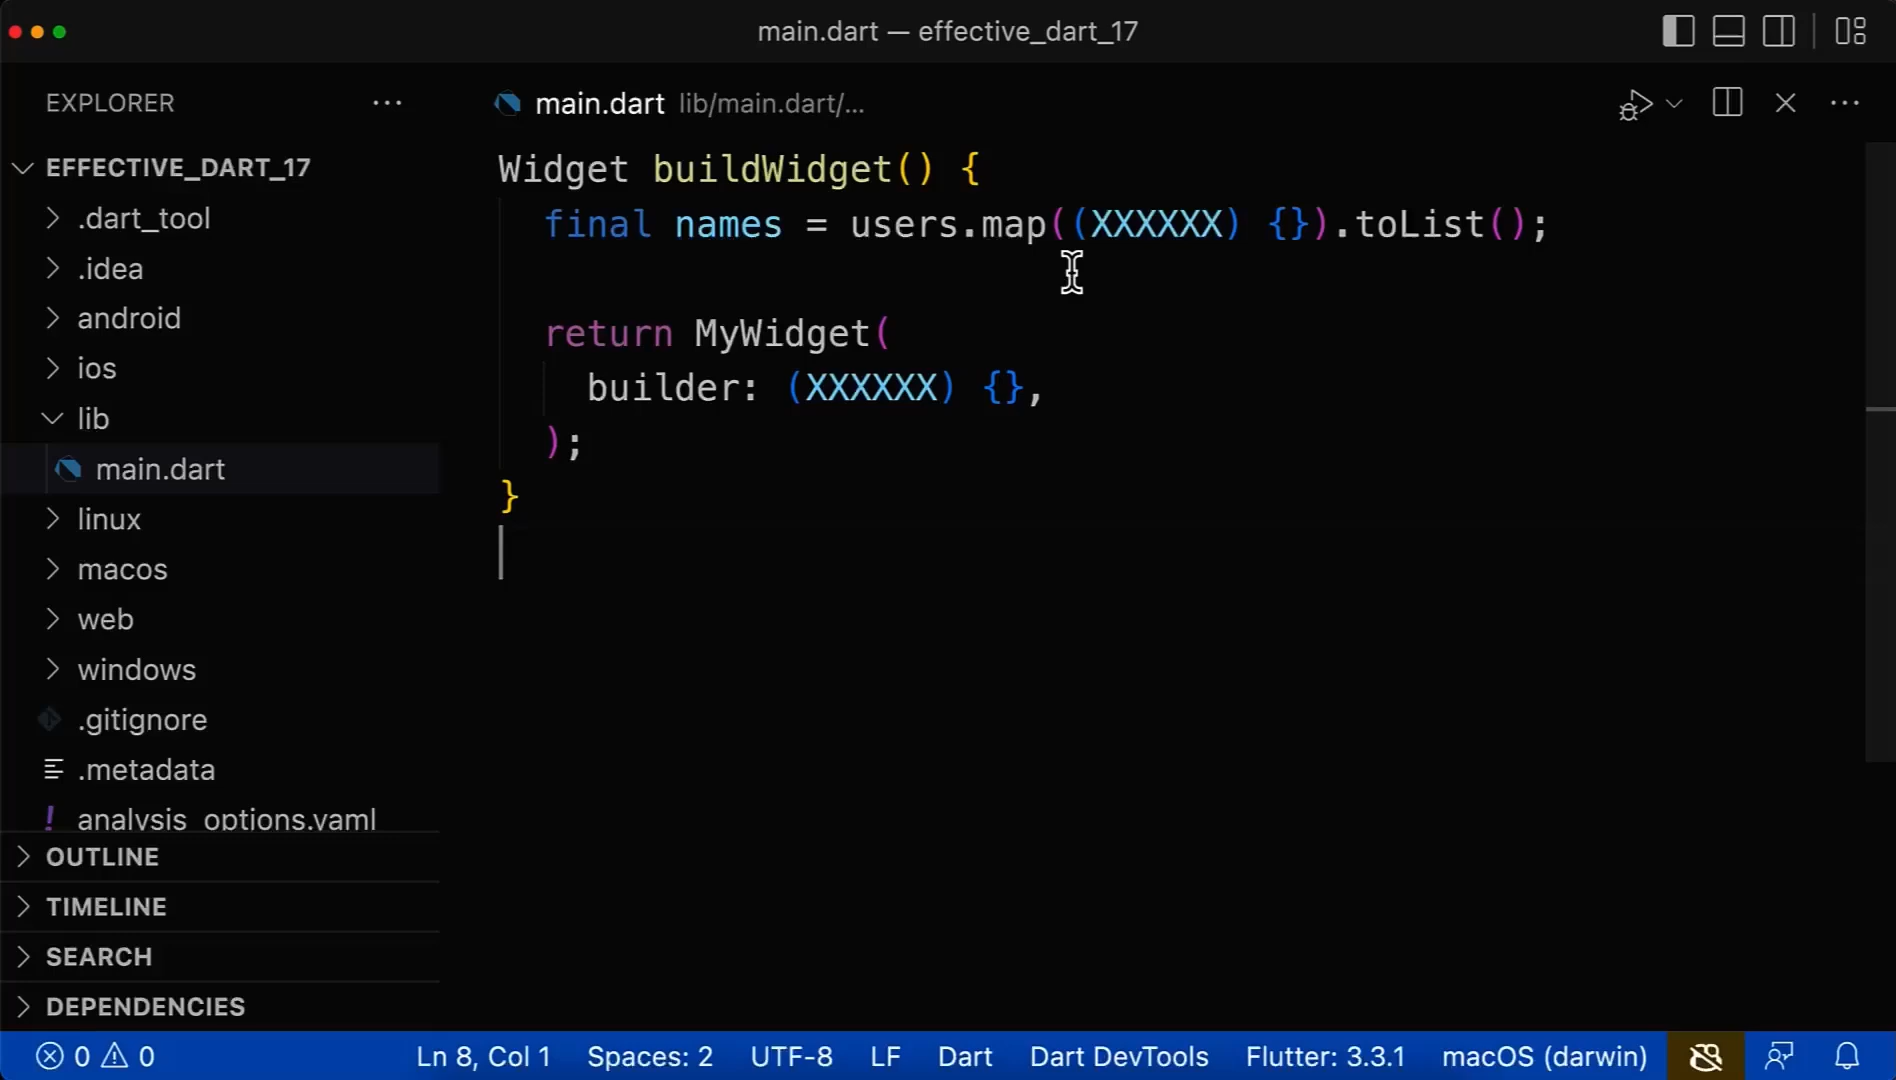 main.dart — effective_dart_17
EXPLORER
main.dart lib/main.dart/...
EFFECTIVE_DART_17
.dart_tool
.idea
android
ios
lib
main.dart
linux
macos
web
windows
.gitignore
.metadata
analysis_options.yaml
OUTLINE
TIMELINE
SEARCH
DEPENDENCIES
Widget buildWidget() {
  final names = users.map((XXXXXX) {}).toList();
  return MyWidget(
    builder: (XXXXXX) {},
  );
}
0 0 Ln 8, Col 1 Spaces: 2 UTF-8 LF Dart Dart DevTools Flutter: 3.3.1 macOS (darwin)